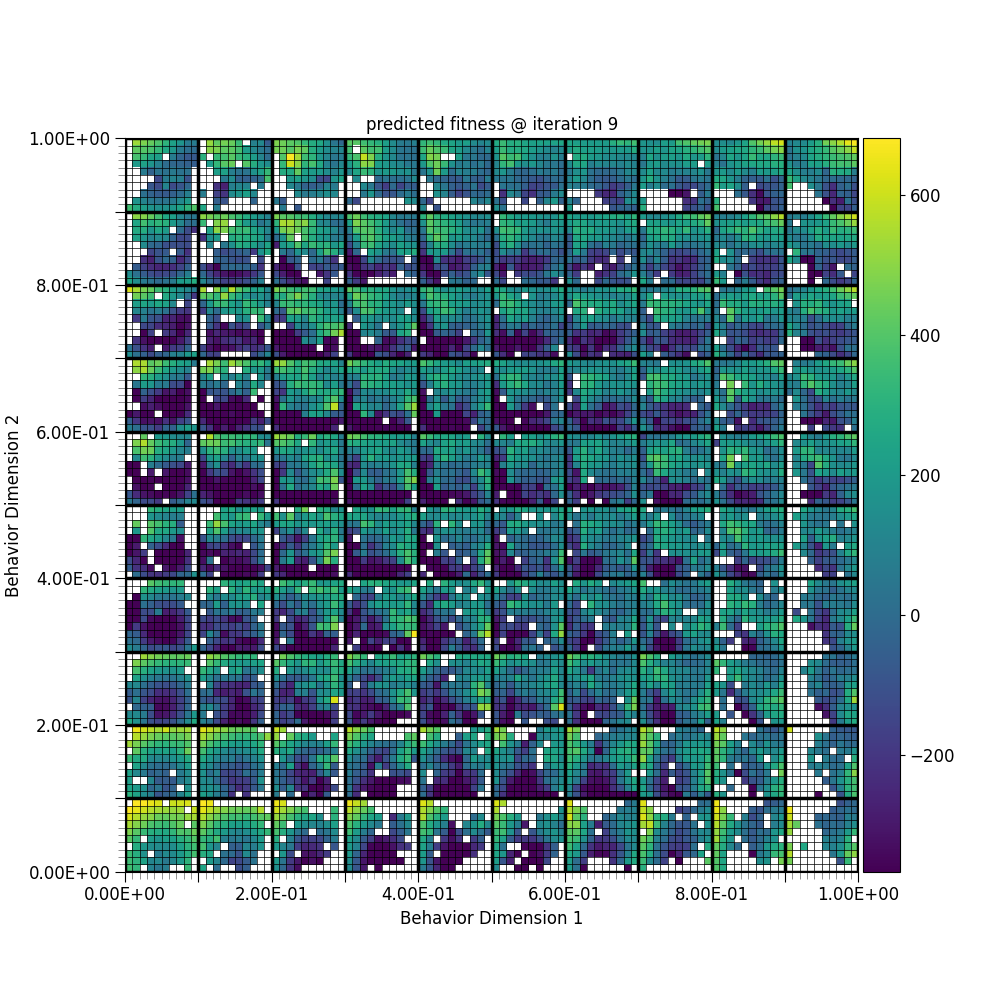 predicted fitness @ iteration 9
1.00E+00
8.00E-01
6.00E-01
4.00E-01
2.00E-01
0.00E+00
Behavior Dimension 2
0.00E+00 2.00E-01 4.00E-01 6.00E-01 8.00E-01 1.00E+00
Behavior Dimension 1
600
400
200
0
−200